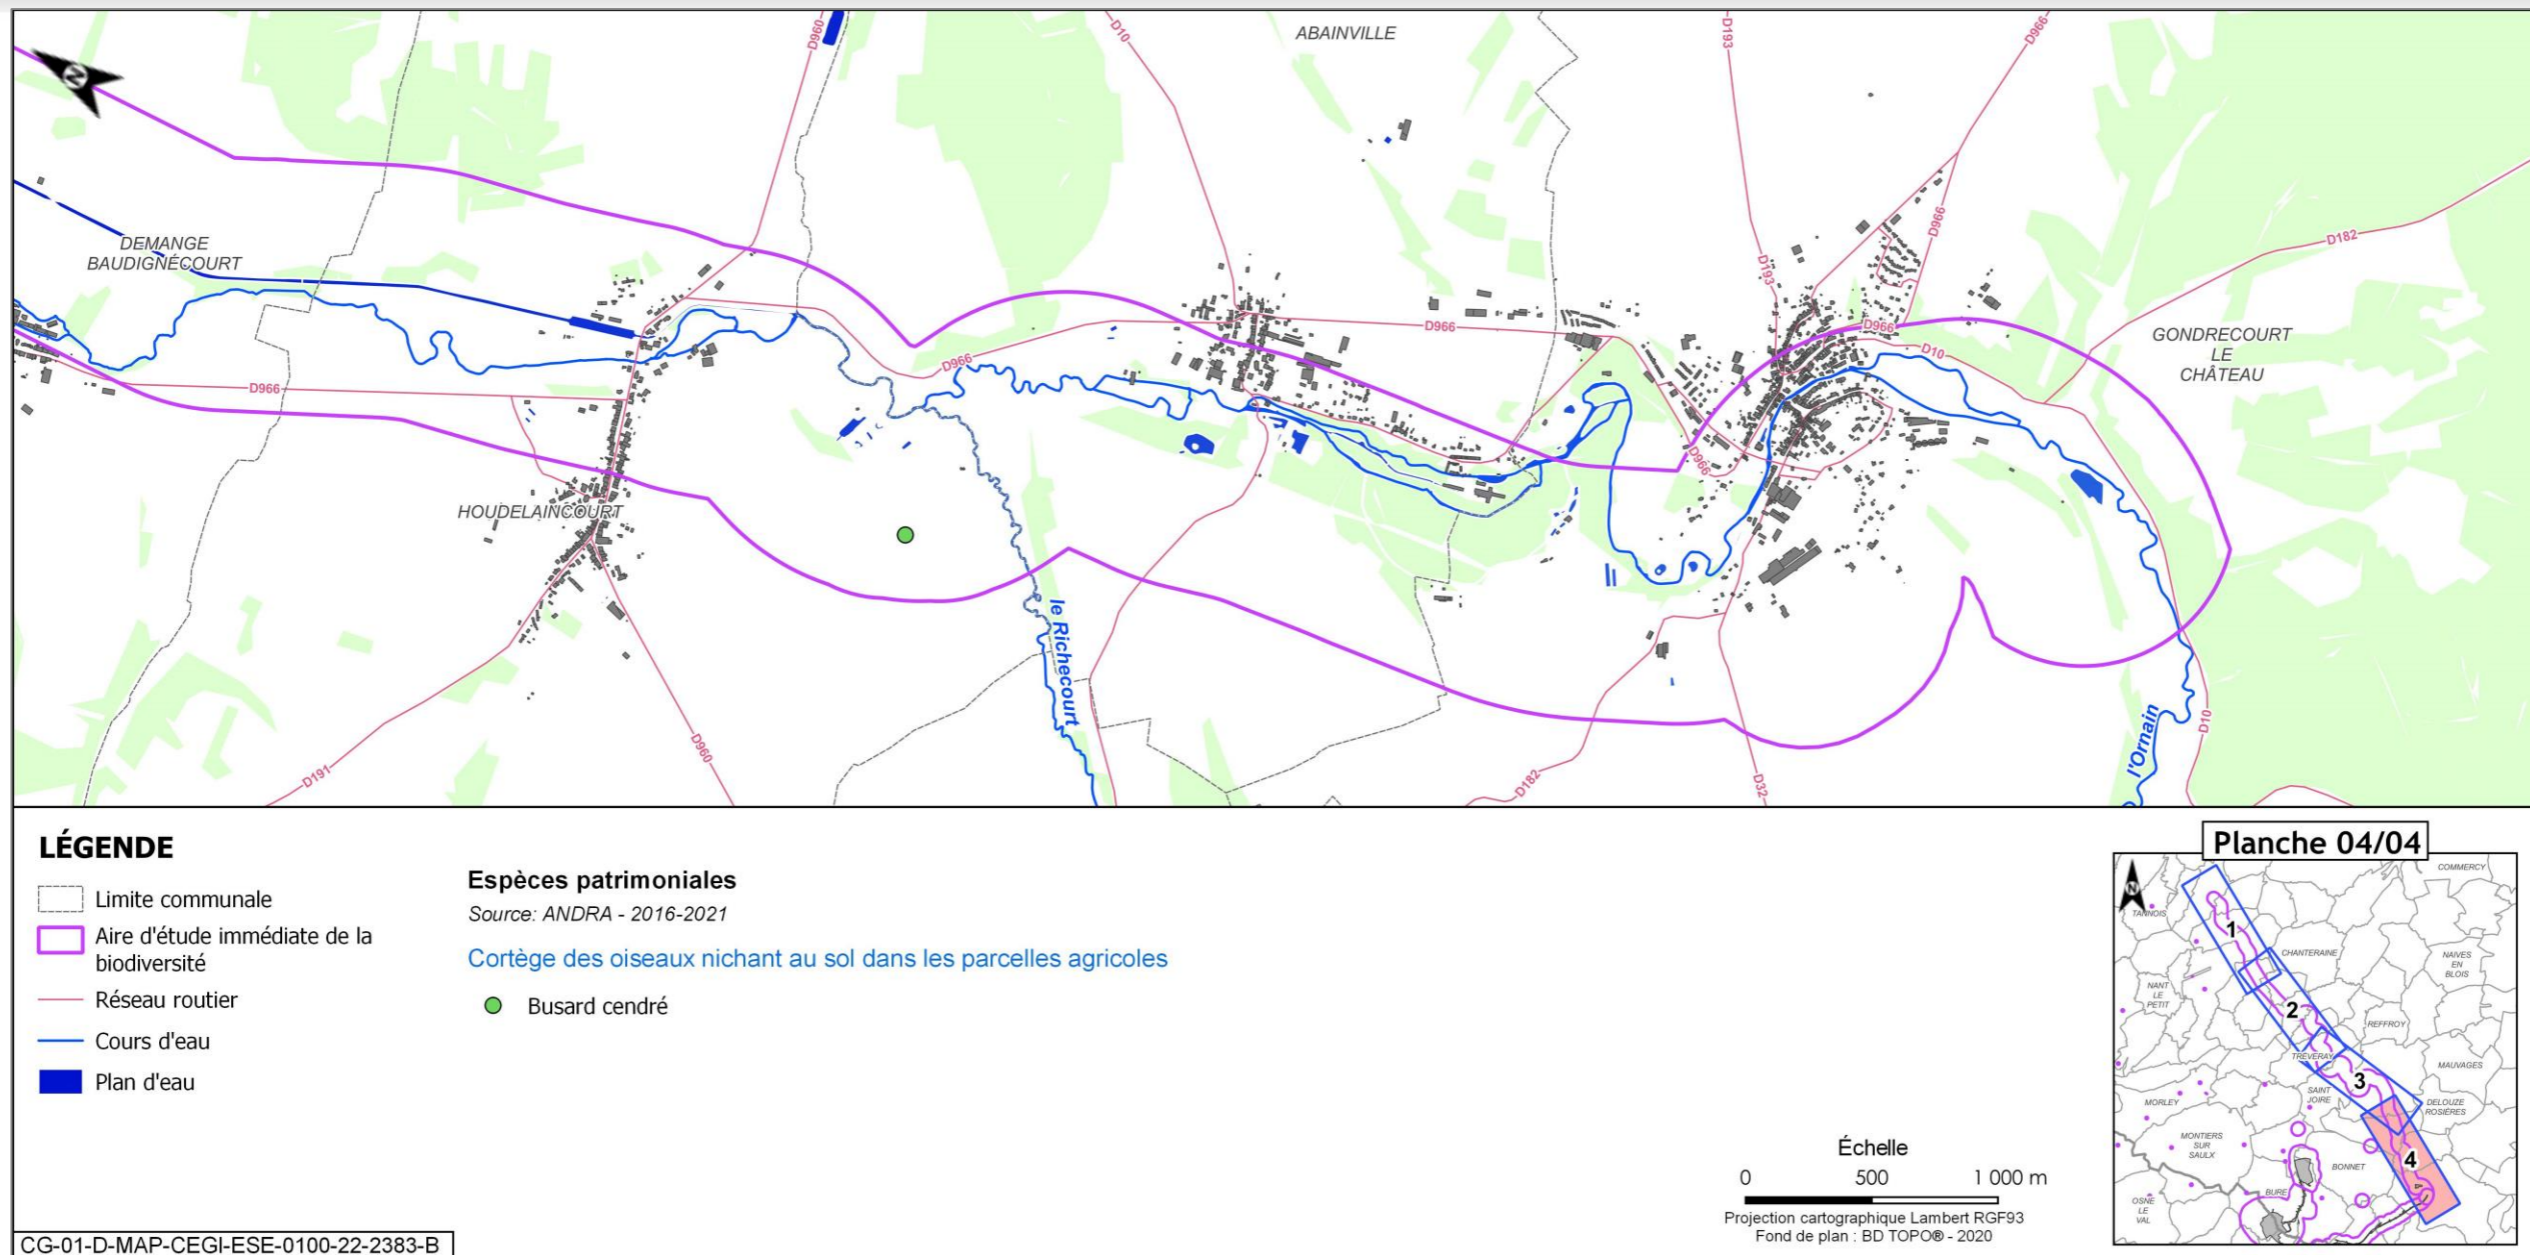 D960
D10
ABAINVILLE
D193
D966
N
DEMANGE
BAUDIGNÉCOURT
D966
D193
D182
D966
D966
D10
GONDRECOURT
LE
CHÂTEAU
D966
D966
D966
HOUDELAINCOURT
le Richecourt
D191
D960
D182
D32
l'Ornain
D10
LÉGENDE
Limite communale
Aire d'étude immédiate de la
biodiversité
Réseau routier
Cours d'eau
Plan d'eau
Espèces patrimoniales
Source: ANDRA - 2016-2021
Cortège des oiseaux nichant au sol dans les parcelles agricoles
Busard cendré
Échelle
0 500 1 000 m
Projection cartographique Lambert RGF93
Fond de plan : BD TOPO® - 2020
Planche 04/04
N
COMMERCY
TANNOIS
1
CHANTERAINE
NAIVES
EN
BLOIS
NANT
LE
PETIT
2
REFFROY
TRÉVERAY
MAUVAGES
3
SAINT
JOIRE
MORLEY
DELOUZE
ROSIÈRES
MONTIERS
SUR
SAULX
4
BONNET
BURE
OSNE
LE
VAL
CG-01-D-MAP-CEGI-ESE-0100-22-2383-B